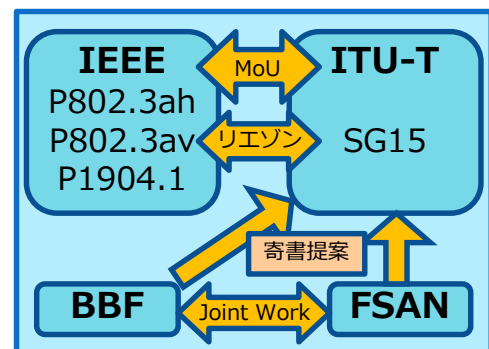 IEEE
P802.3ah
P802.3av
P1904.1
MoU
リエゾン
ITU-T
SG15
寄書提案
BBF
Joint Work
FSAN